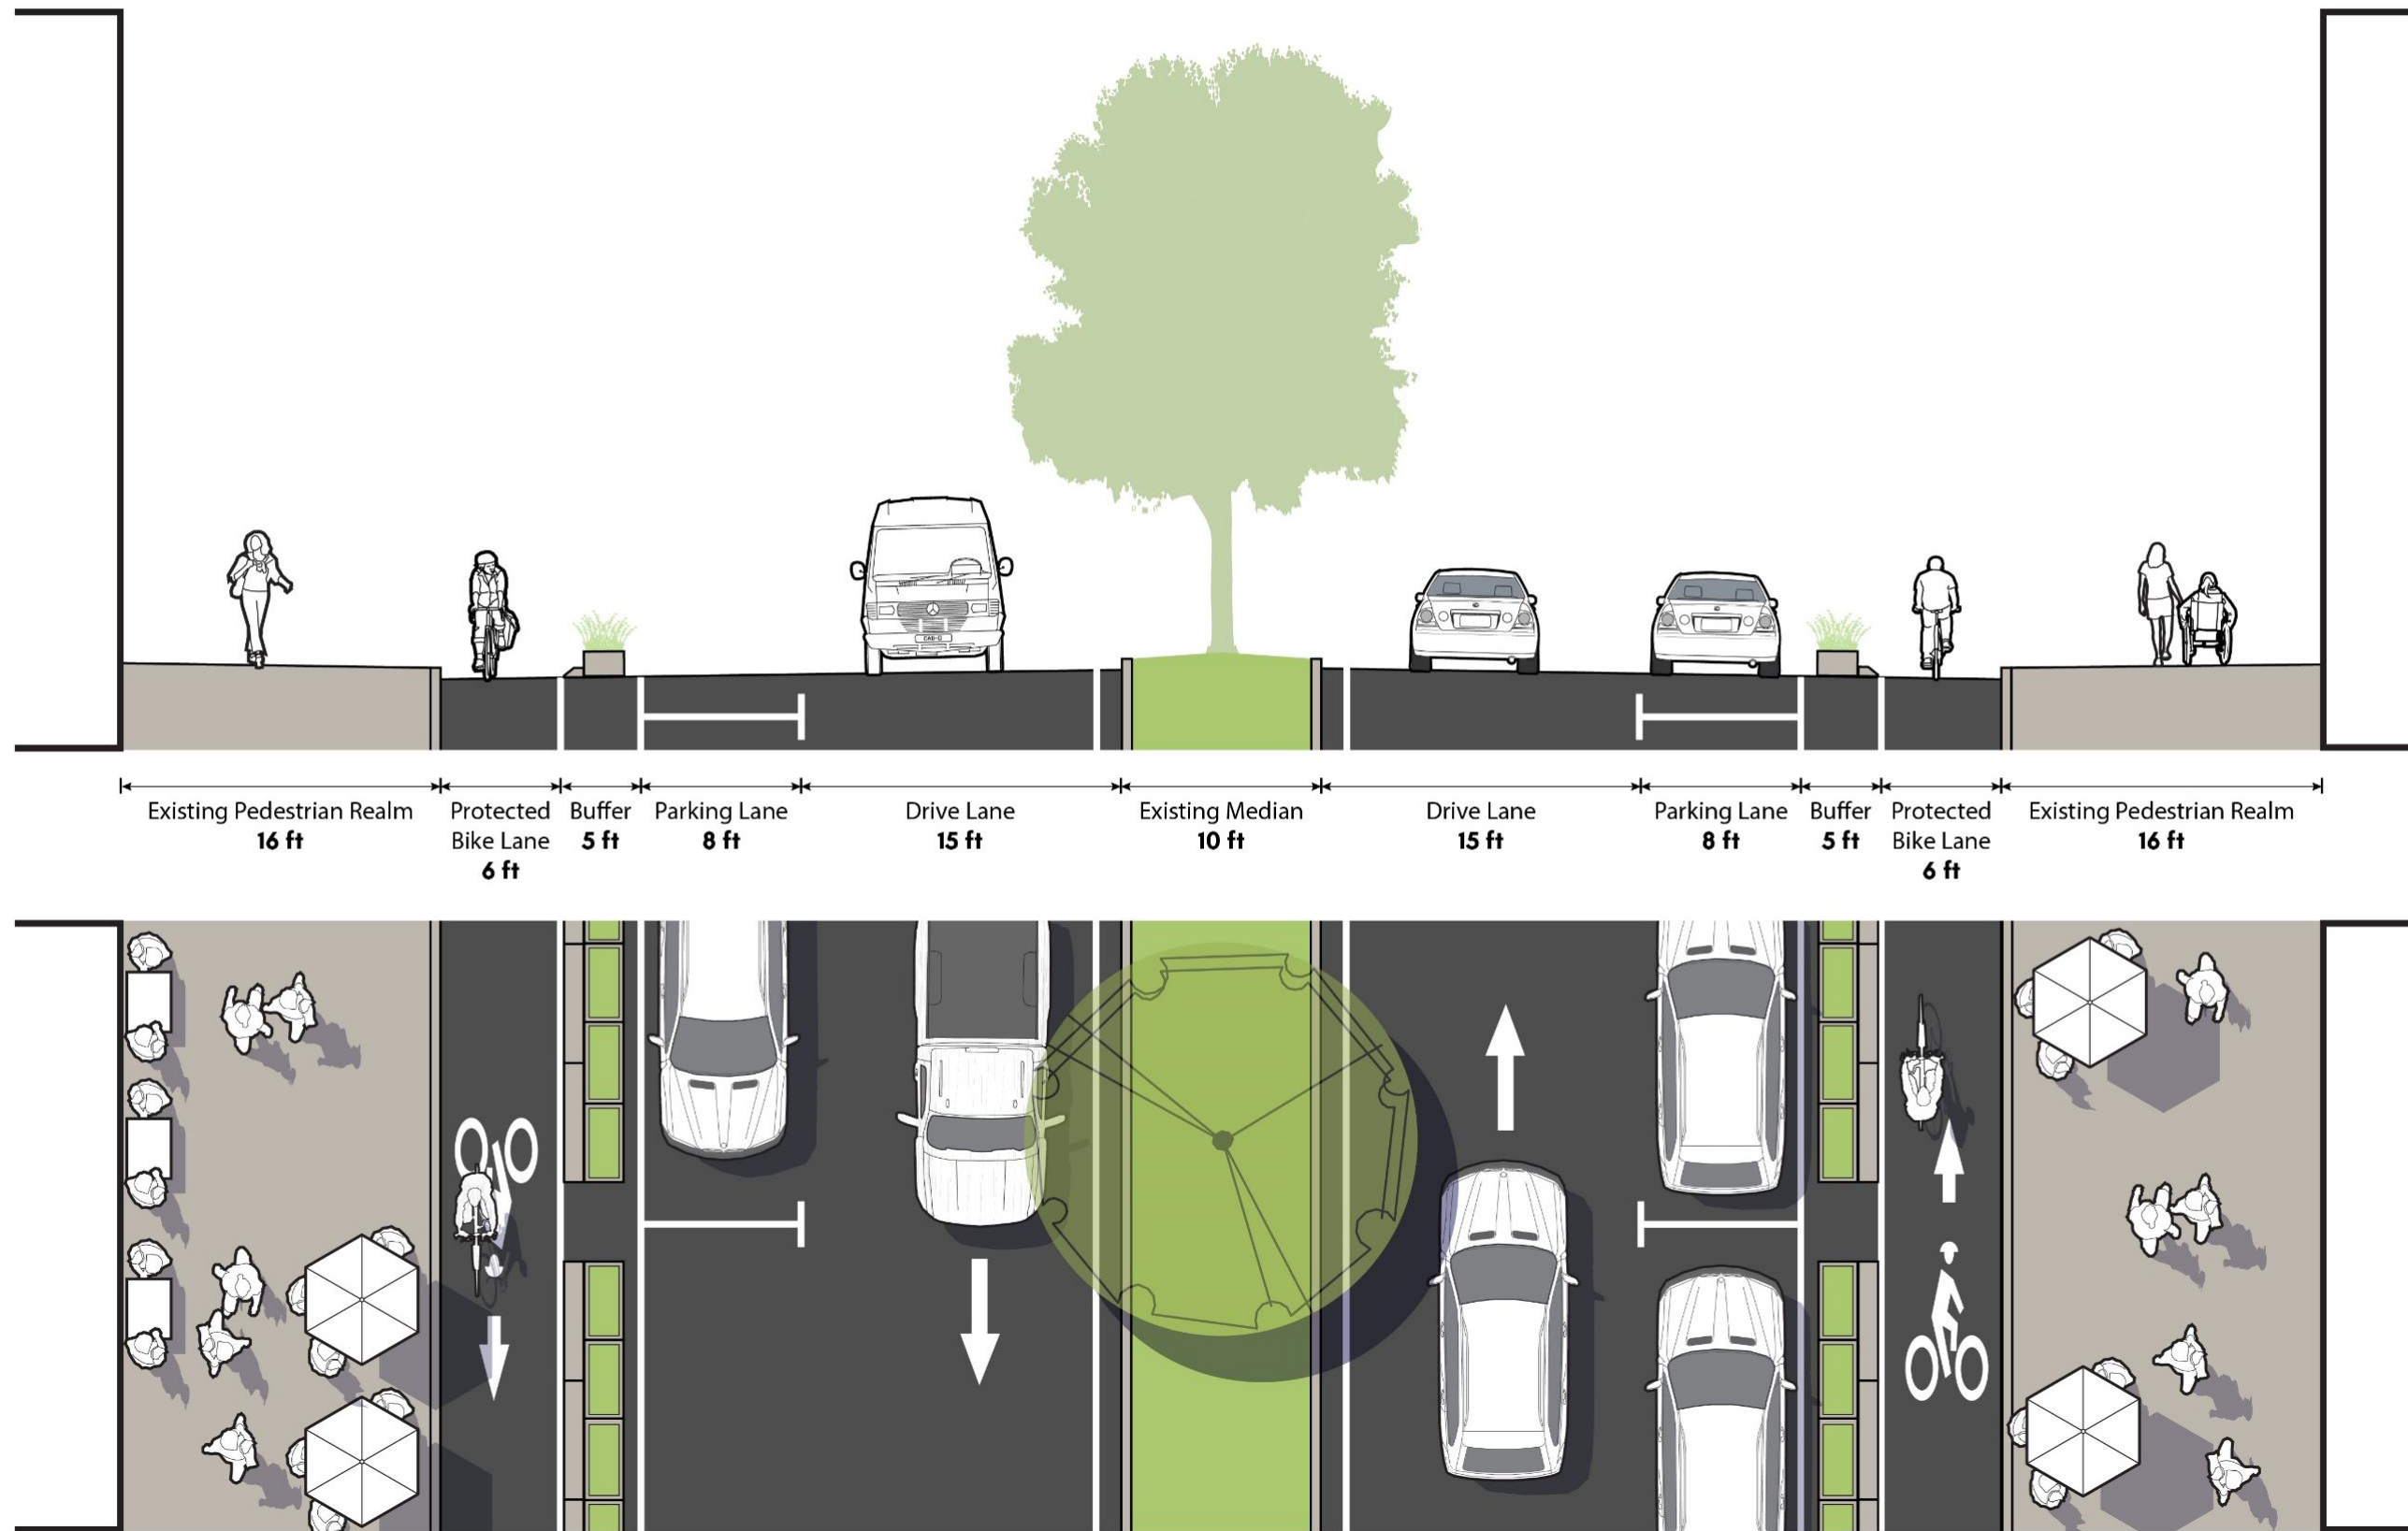 Existing Pedestrian Realm
16 ft
Protected
Bike Lane
6 ft
Buffer
5 ft
Parking Lane
8 ft
Drive Lane
15 ft
Existing Median
10 ft
Drive Lane
15 ft
Parking Lane
8 ft
Buffer
5 ft
Protected
Bike Lane
6 ft
Existing Pedestrian Realm
16 ft